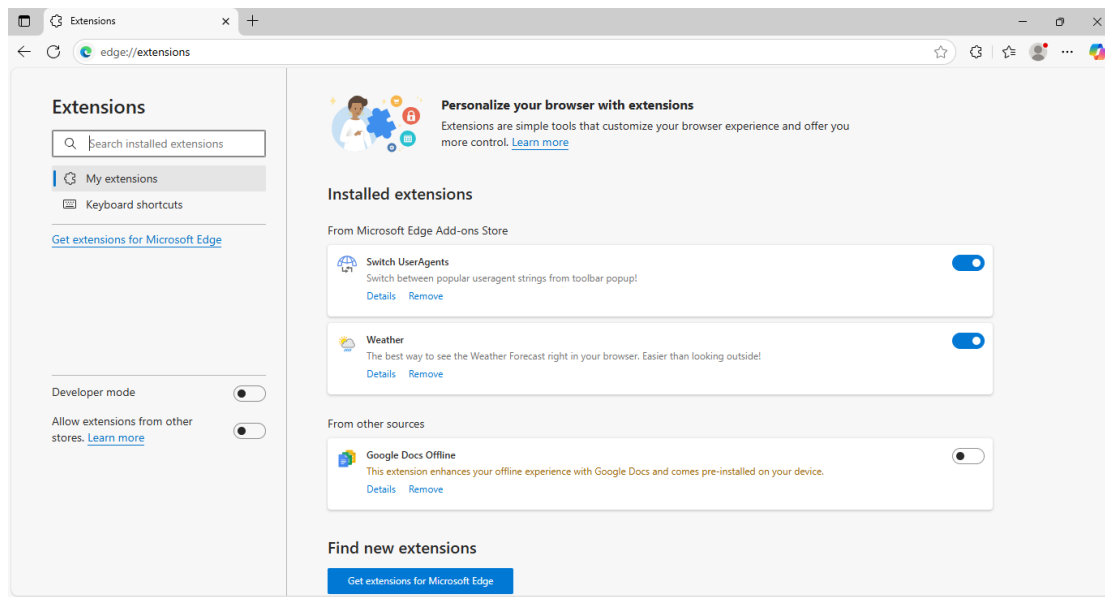 Extensions
edge://extensions
Extensions
Search installed extensions
My extensions
Keyboard shortcuts
Get extensions for Microsoft Edge
Developer mode
Allow extensions from other
stores. Learn more
Personalize your browser with extensions
Extensions are simple tools that customize your browser experience and offer you
more control. Learn more
Installed extensions
From Microsoft Edge Add-ons Store
Switch UserAgents
Switch between popular useragent strings from toolbar popup!
Details Remove
Weather
The best way to see the Weather Forecast right in your browser. Easier than looking outside!
Details Remove
From other sources
Google Docs Offline
This extension enhances your offline experience with Google Docs and comes pre-installed on your device.
Details Remove
Find new extensions
Get extensions for Microsoft Edge